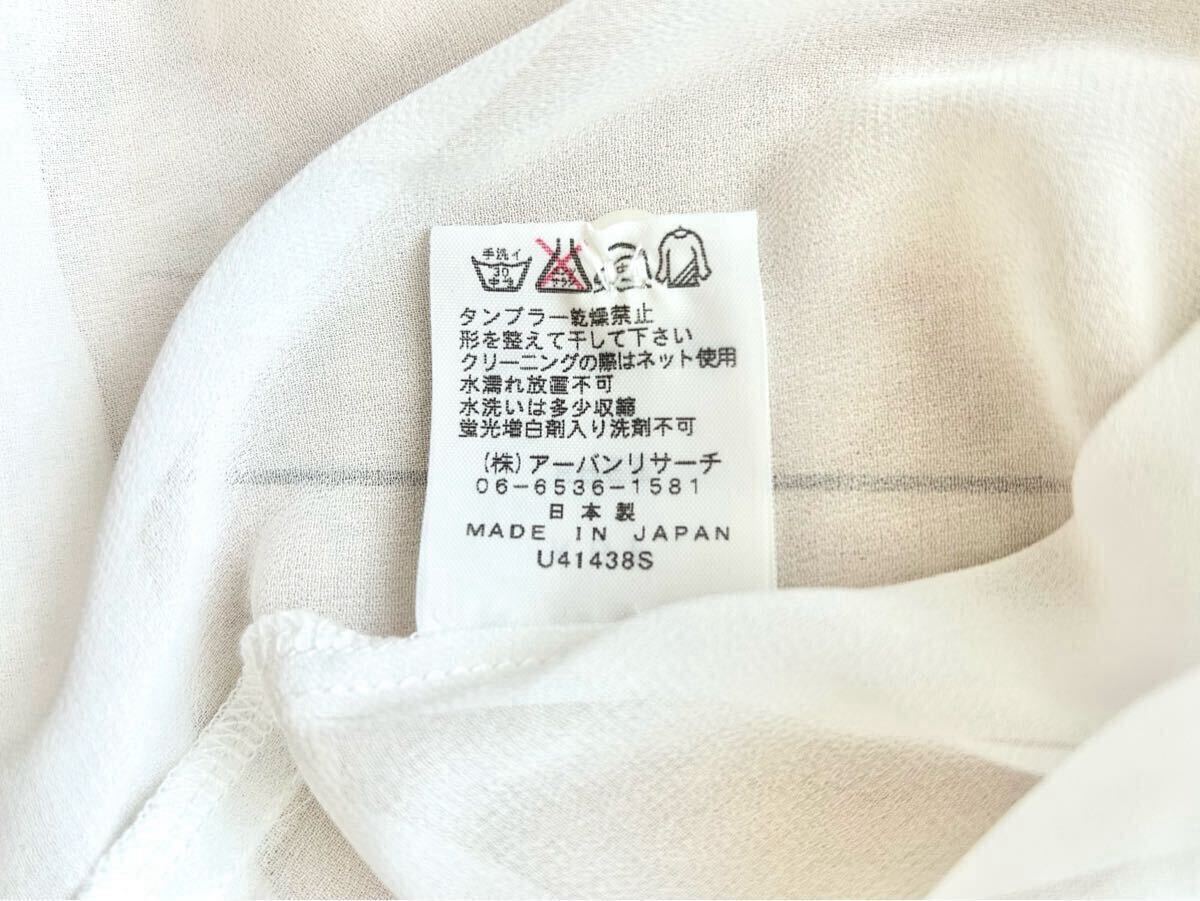 手洗イ
30
タンブラー乾燥禁止
形を整えて干して下さい
クリーニングの際はネット使用
水濡れ放置不可
水洗いは多少収縮
蛍光増白剤入り洗剤不可
(株)アーバンリサーチ
06-6536-1581
日本製
MADE IN JAPAN
U41438S